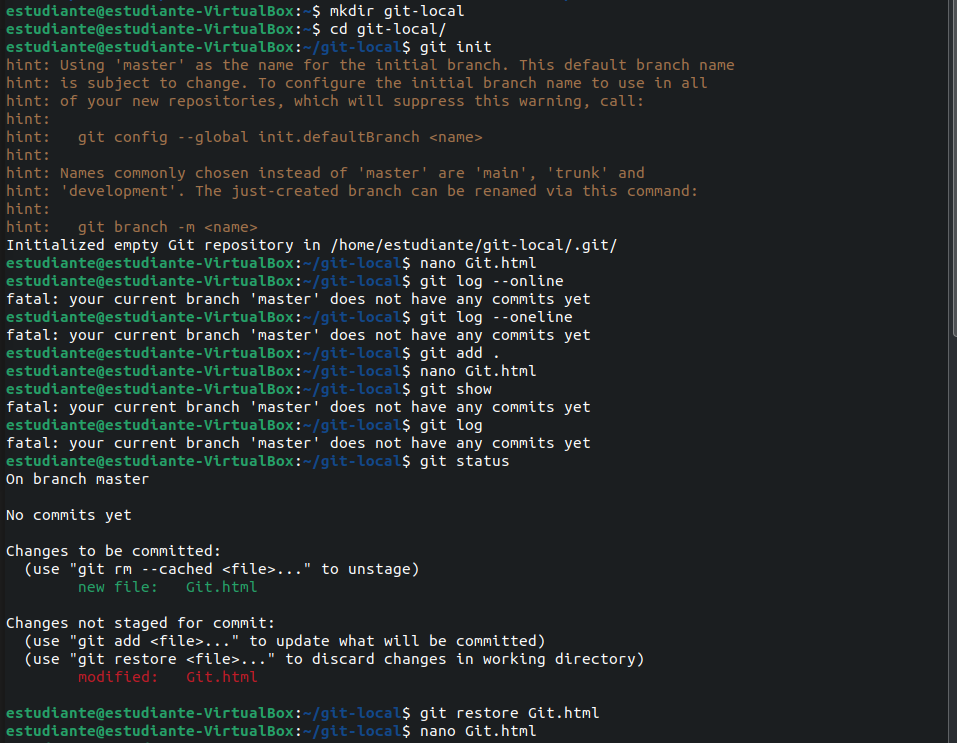 estudiante@estudiante-VirtualBox:~$ mkdir git-local
estudiante@estudiante-VirtualBox:~$ cd git-local/
estudiante@estudiante-VirtualBox:~/git-local$ git init
hint: Using 'master' as the name for the initial branch. This default branch name
hint: is subject to change. To configure the initial branch name to use in all
hint: of your new repositories, which will suppress this warning, call:
hint:
hint:   git config --global init.defaultBranch <name>
hint:
hint: Names commonly chosen instead of 'master' are 'main', 'trunk' and
hint: 'development'. The just-created branch can be renamed via this command:
hint:
hint:   git branch -m <name>
Initialized empty Git repository in /home/estudiante/git-local/.git/
estudiante@estudiante-VirtualBox:~/git-local$ nano Git.html
estudiante@estudiante-VirtualBox:~/git-local$ git log --online
fatal: your current branch 'master' does not have any commits yet
estudiante@estudiante-VirtualBox:~/git-local$ git log --oneline
fatal: your current branch 'master' does not have any commits yet
estudiante@estudiante-VirtualBox:~/git-local$ git add .
estudiante@estudiante-VirtualBox:~/git-local$ nano Git.html
estudiante@estudiante-VirtualBox:~/git-local$ git show
fatal: your current branch 'master' does not have any commits yet
estudiante@estudiante-VirtualBox:~/git-local$ git log
fatal: your current branch 'master' does not have any commits yet
estudiante@estudiante-VirtualBox:~/git-local$ git status
On branch master

No commits yet

Changes to be committed:
  (use "git rm --cached <file>..." to unstage)
        new file:   Git.html

Changes not staged for commit:
  (use "git add <file>..." to update what will be committed)
  (use "git restore <file>..." to discard changes in working directory)
        modified:   Git.html

estudiante@estudiante-VirtualBox:~/git-local$ git restore Git.html
estudiante@estudiante-VirtualBox:~/git-local$ nano Git.html